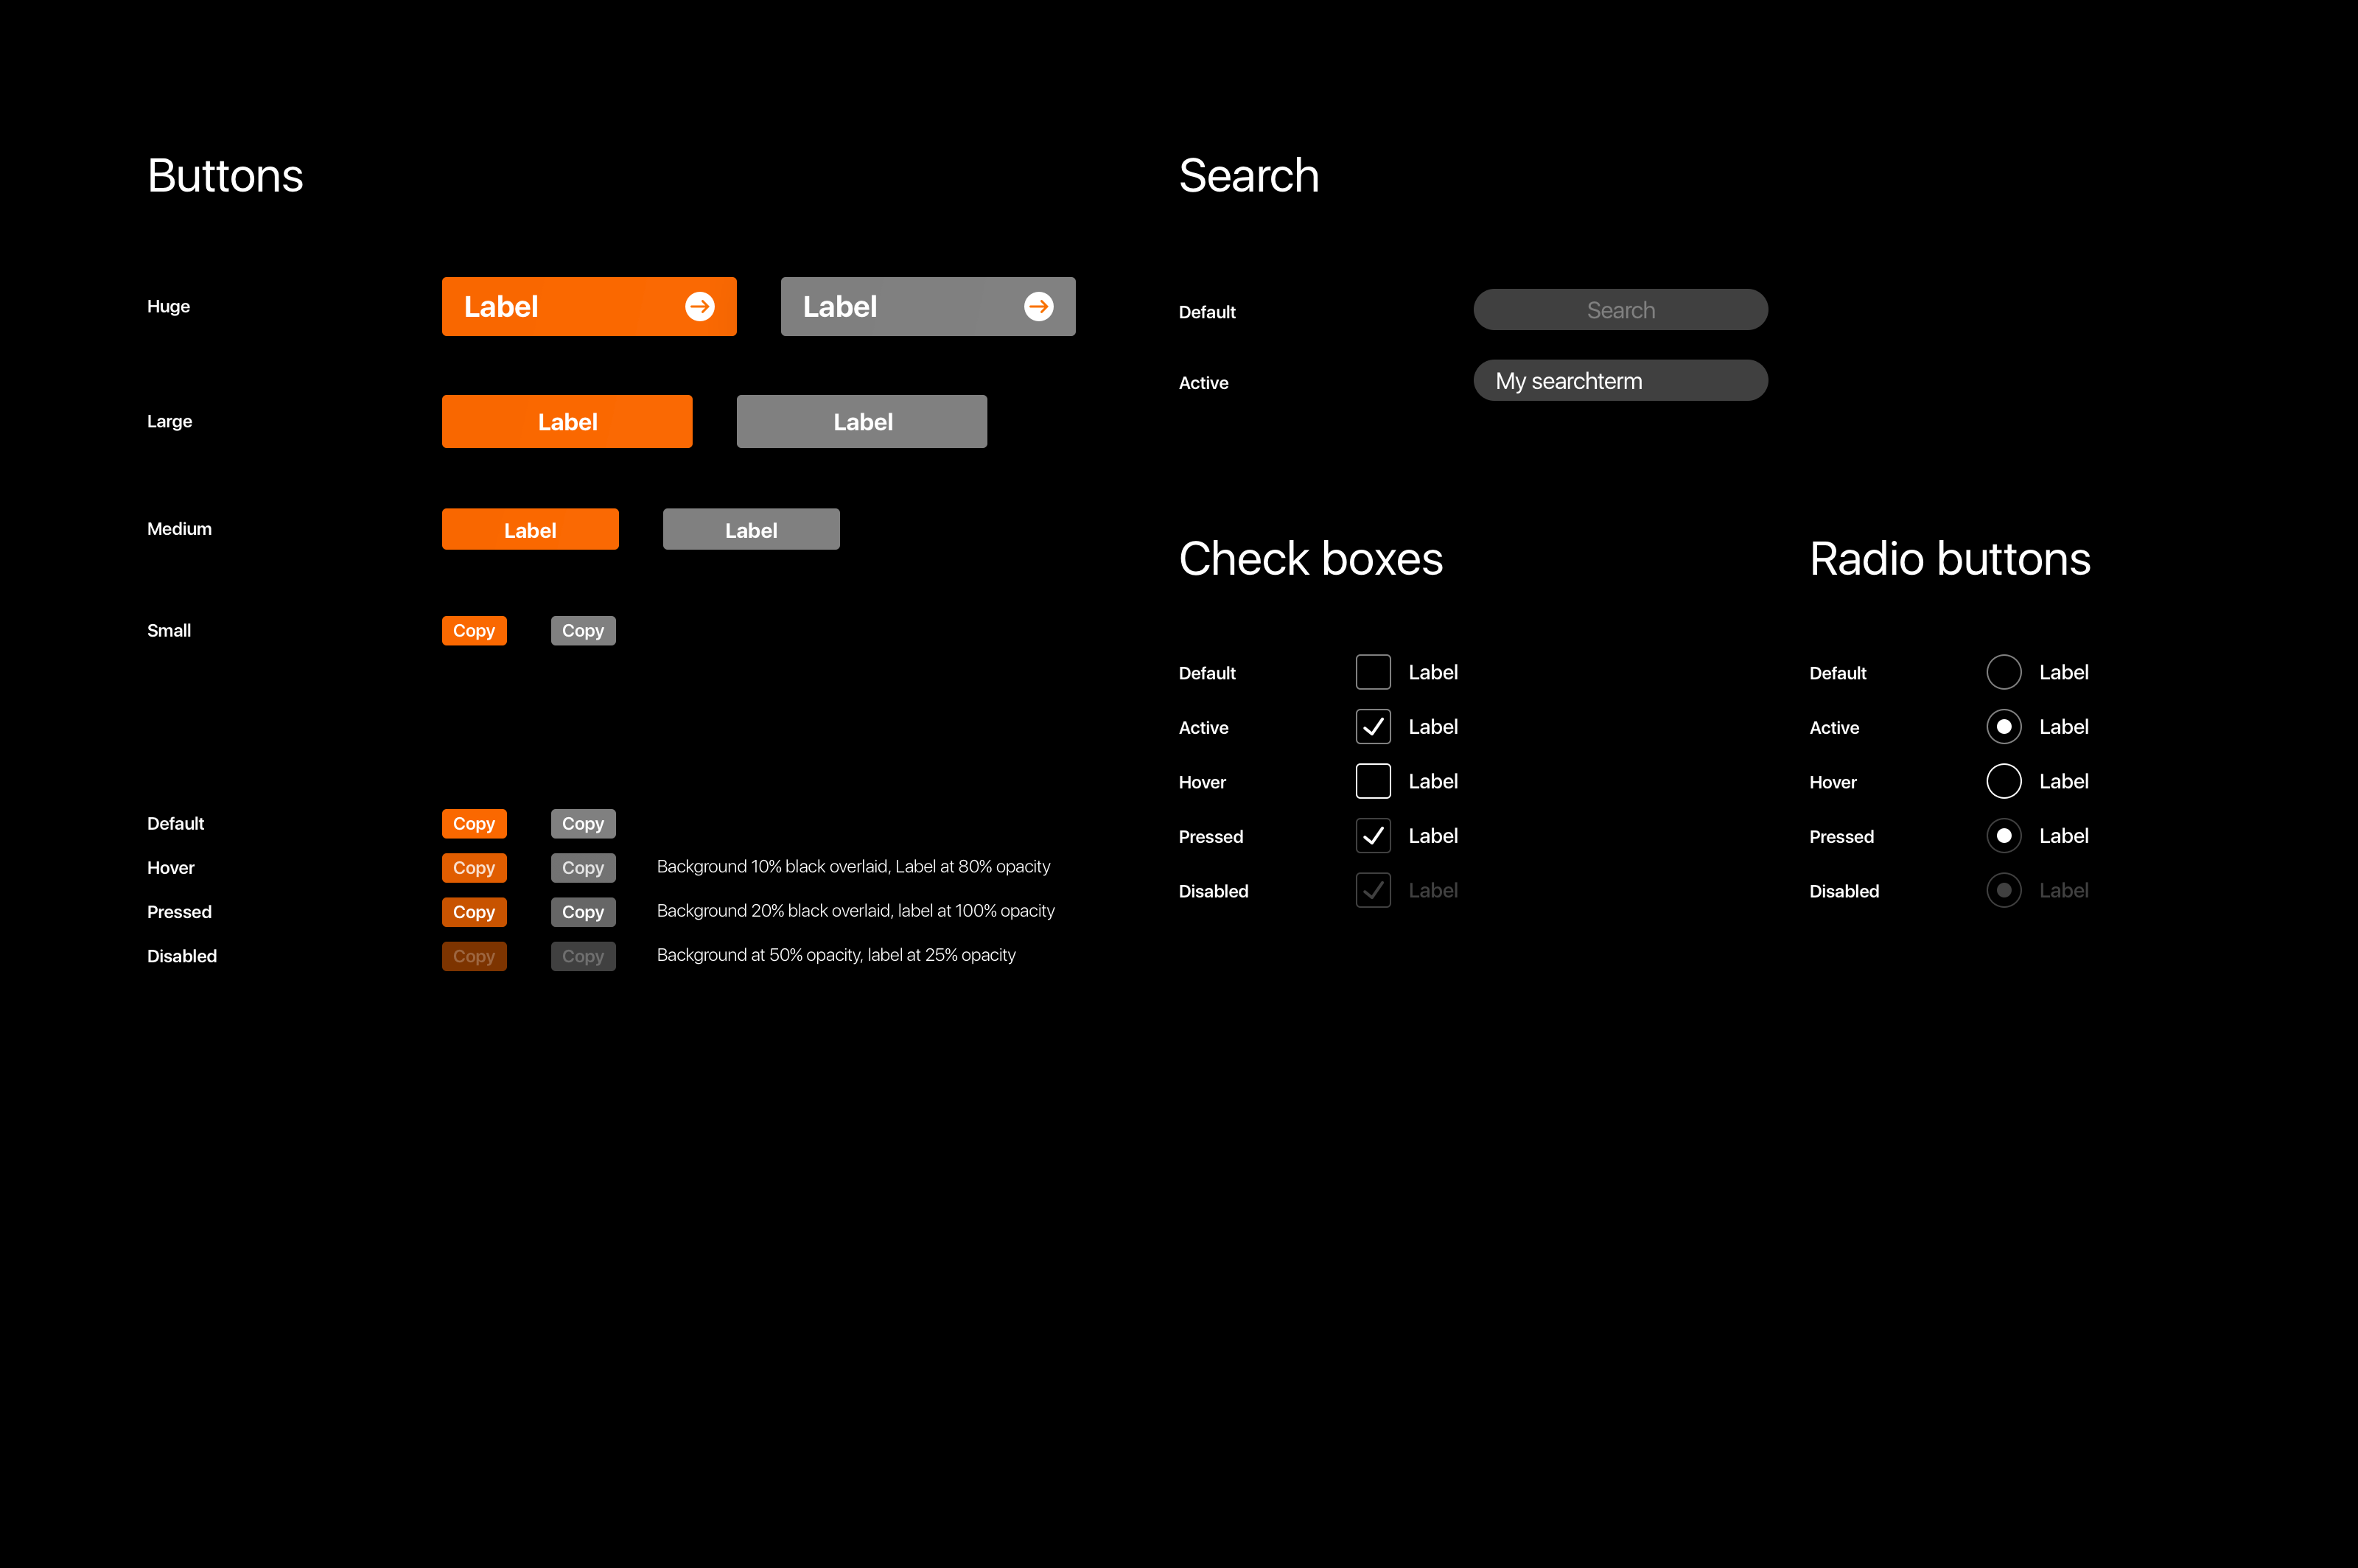 Buttons
Huge
Label
Label
Large
Label
Label
Medium
Label
Label
Small
Copy
Copy
Default
Copy
Copy
Hover
Copy
Copy
Background 10% black overlaid, Label at 80% opacity
Pressed
Copy
Copy
Background 20% black overlaid, label at 100% opacity
Disabled
Copy
Copy
Background at 50% opacity, label at 25% opacity
Search
Default
Search
Active
My searchterm
Check boxes
Default
Label
Active
Label
Hover
Label
Pressed
Label
Disabled
Label
Radio buttons
Default
Label
Active
Label
Hover
Label
Pressed
Label
Disabled
Label